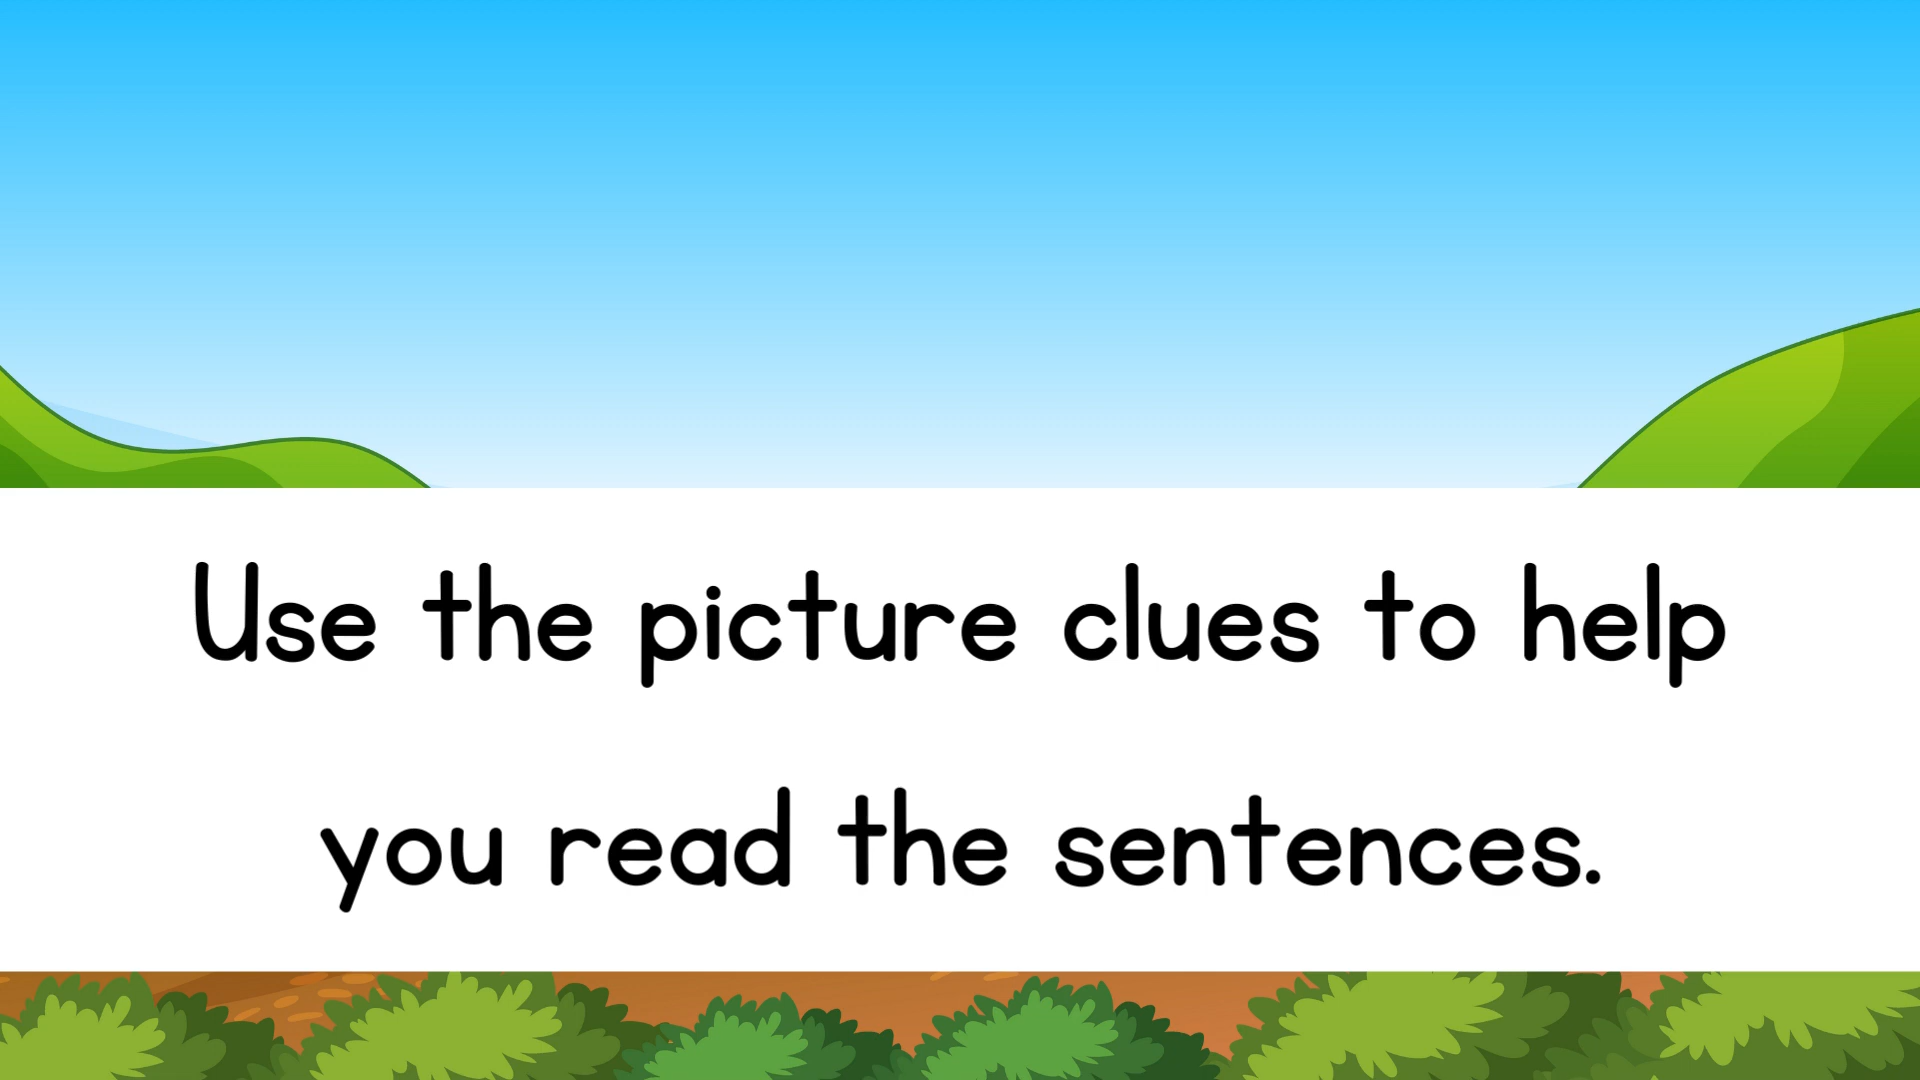 Use the picture clues to help
you read the sentences.